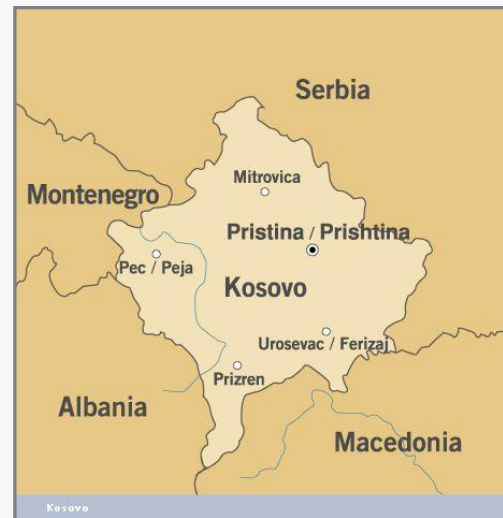 Serbia
Mitrovica
Montenegro
Pristina / Prishtina
Pec / Peja
Kosovo
Urosevac / Ferizaj
Prizren
Albania
Macedonia
Kosovo